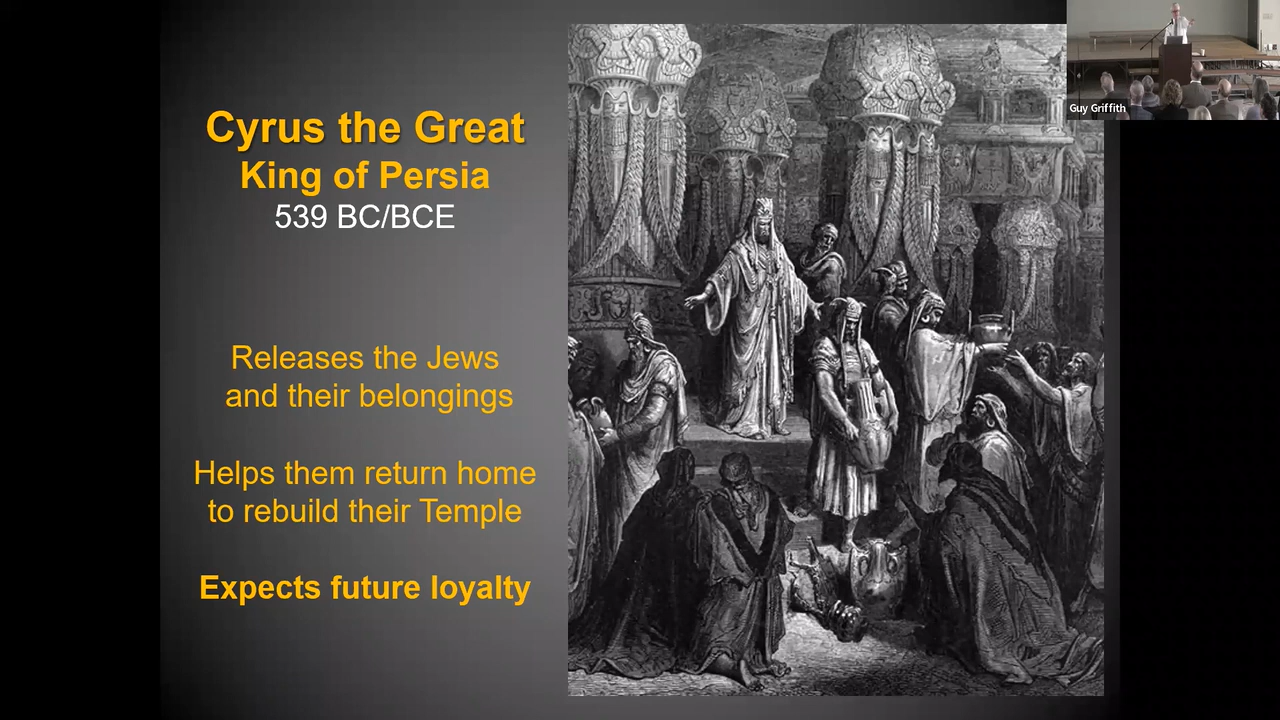 Cyrus the Great
King of Persia
539 BC/BCE
Releases the Jews
and their belongings
Helps them return home
to rebuild their Temple
Expects future loyalty
Guy Griffith